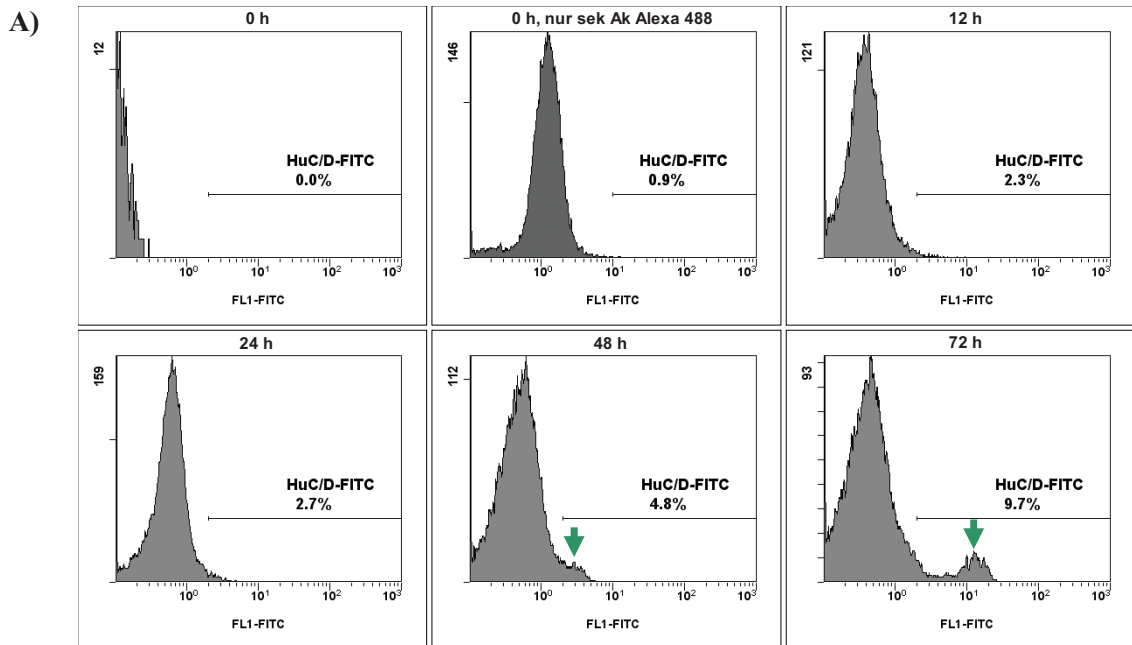 A)
0 h
12
HuC/D-FITC
0.0%
10⁰ 10¹ 10² 10³
FL1-FITC
0 h, nur sek Ak Alexa 488
146
HuC/D-FITC
0.9%
10⁰ 10¹ 10² 10³
FL1-FITC
12 h
121
HuC/D-FITC
2.3%
10⁰ 10¹ 10² 10³
FL1-FITC
24 h
159
HuC/D-FITC
2.7%
10⁰ 10¹ 10² 10³
FL1-FITC
48 h
112
HuC/D-FITC
4.8%
10⁰ 10¹ 10² 10³
FL1-FITC
72 h
93
HuC/D-FITC
9.7%
10⁰ 10¹ 10² 10³
FL1-FITC